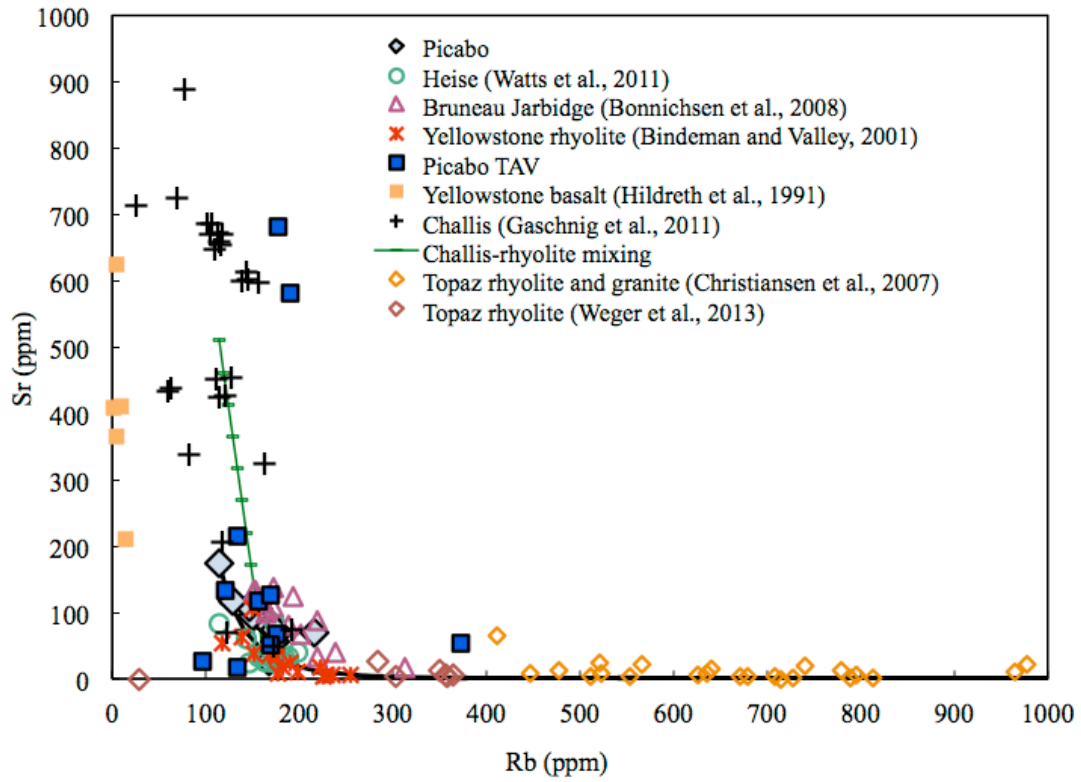 1000
900
800
700
600
500
400
300
200
100
0
Sr (ppm)
Picabo
Heise (Watts et al., 2011)
Bruneau Jarbidge (Bonnichsen et al., 2008)
Yellowstone rhyolite (Bindeman and Valley, 2001)
Picabo TAV
Yellowstone basalt (Hildreth et al., 1991)
Challis (Gaschnig et al., 2011)
Challis-rhyolite mixing
Topaz rhyolite and granite (Christiansen et al., 2007)
Topaz rhyolite (Weger et al., 2013)
0 100 200 300 400 500 600 700 800 900 1000
Rb (ppm)